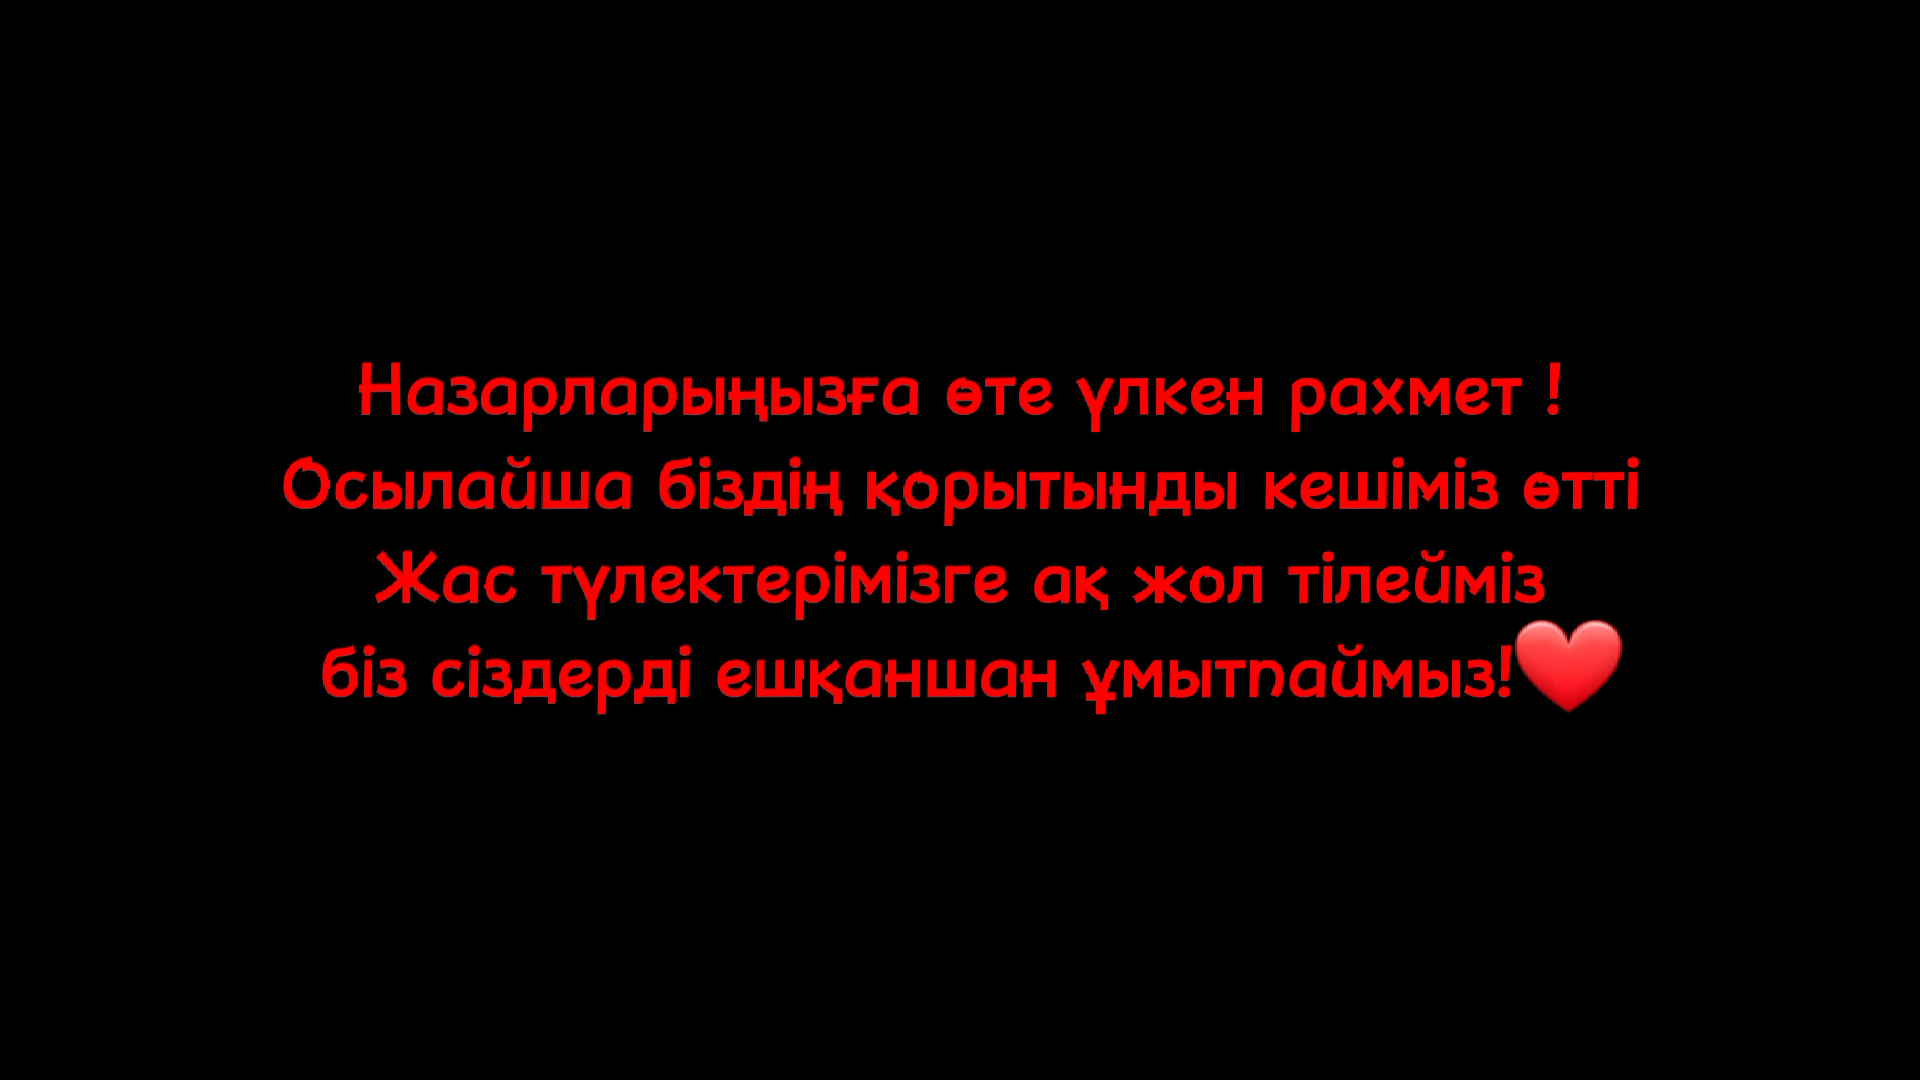 Назарларыңызға өте үлкен рахмет !
Осылайша біздің қорытынды кешіміз өтті
Жас түлектерімізге ақ жол тілейміз
біз сіздерді ешқаншан ұмытпаймыз!❤️